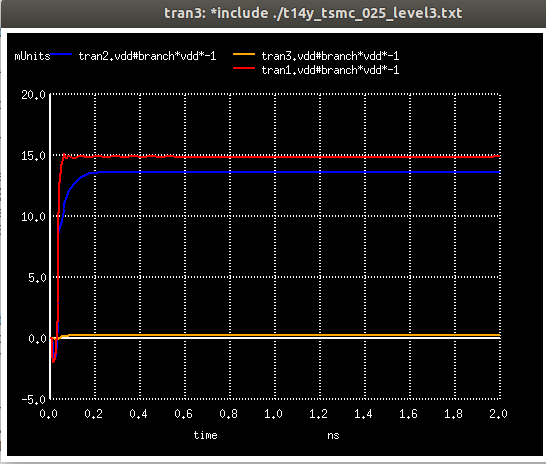 tran3: *include ./t14y_tsmc_025_level3.txt
mUnits tran2.vdd#branch*vdd*-1 tran3.vdd#branch*vdd*-1
tran1.vdd#branch*vdd*-1
20.0
15.0
10.0
5.0
0.0
-5.0
0.0 0.2 0.4 0.6 0.8 1.0 1.2 1.4 1.6 1.8 2.0
time ns